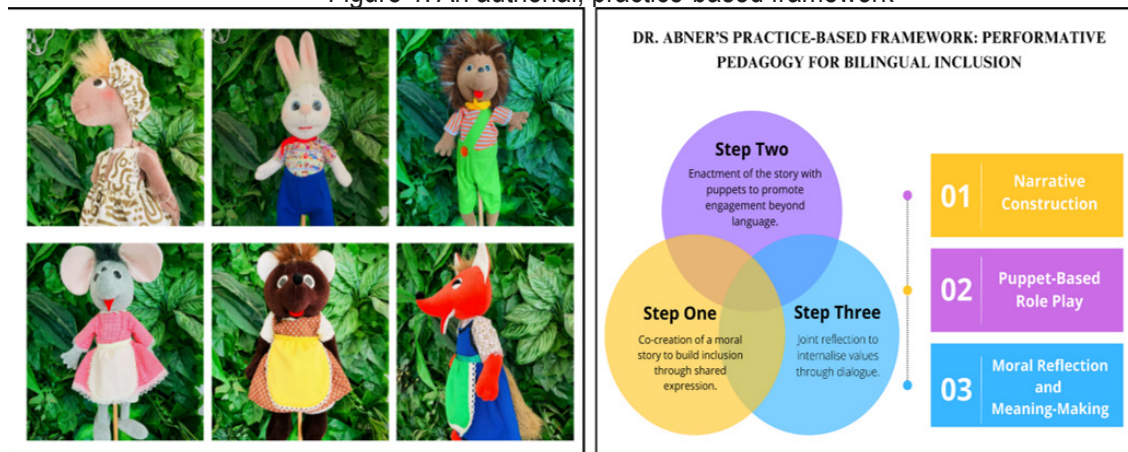 DR. ABNER'S PRACTICE-BASED FRAMEWORK: PERFORMATIVE
PEDAGOGY FOR BILINGUAL INCLUSION
Step Two
Enactment of the story with
puppets to promote
engagement beyond
language.
Step One
Co-creation of a moral
story to build inclusion
through shared
expression.
Step Three
Joint reflection to
internalise values
through dialogue.
01
Narrative
Construction
02
Puppet-Based
Role Play
03
Moral Reflection
and
Meaning-Making